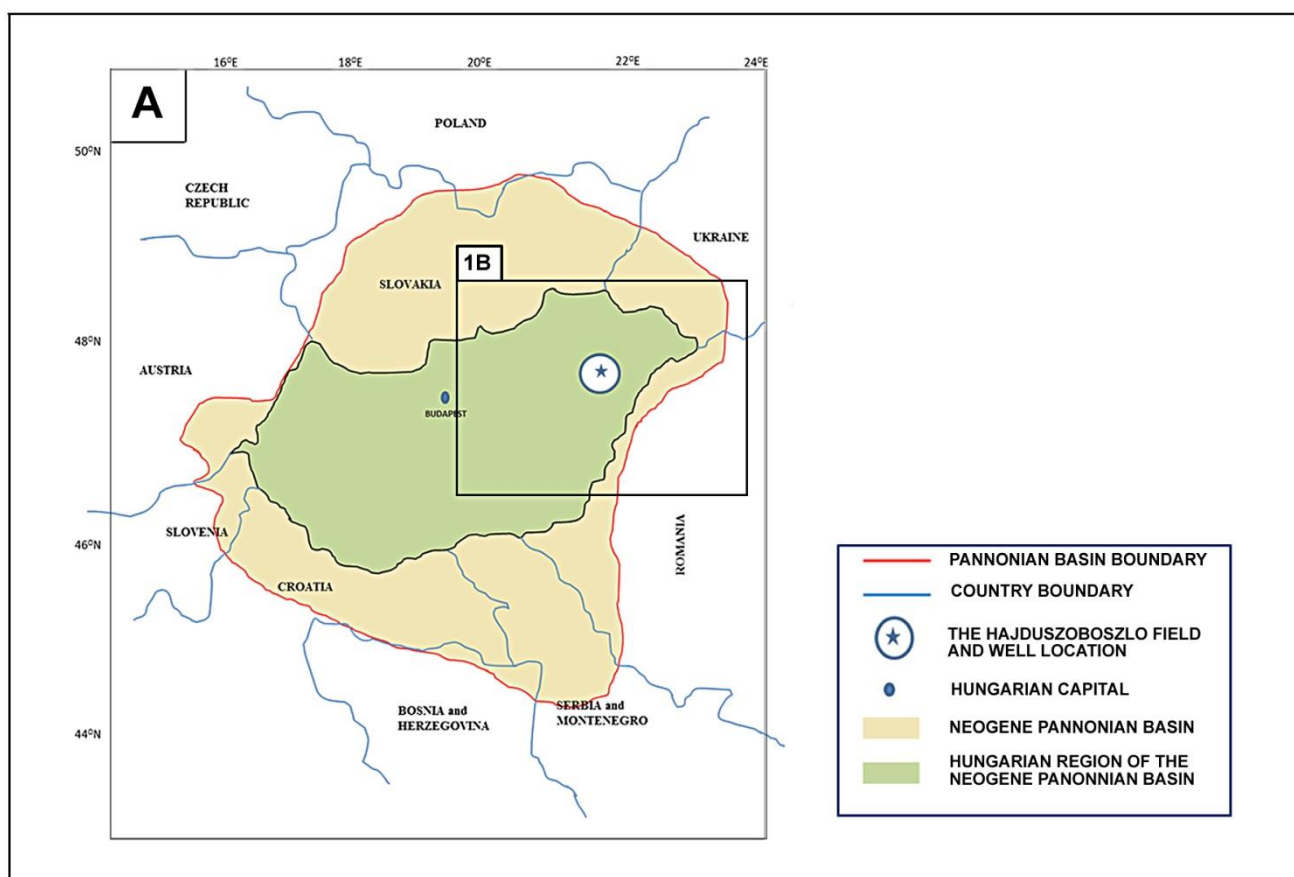 16°E 18°E 20°E 22°E 24°E
A
POLAND
50°N
CZECH
REPUBLIC
UKRAINE
1B
SLOVAKIA
48°N
AUSTRIA
BUDAPEST
SLOVENIA
46°N
ROMANIA
CROATIA
BOSNIA and
HERZEGOVINA
SERBIA and
MONTENEGRO
44°N
PANNONIAN BASIN BOUNDARY
COUNTRY BOUNDARY
THE HAJDUSZOBOSZLO FIELD
AND WELL LOCATION
HUNGARIAN CAPITAL
NEOGENE PANNONIAN BASIN
HUNGARIAN REGION OF THE
NEOGENE PANONNIAN BASIN